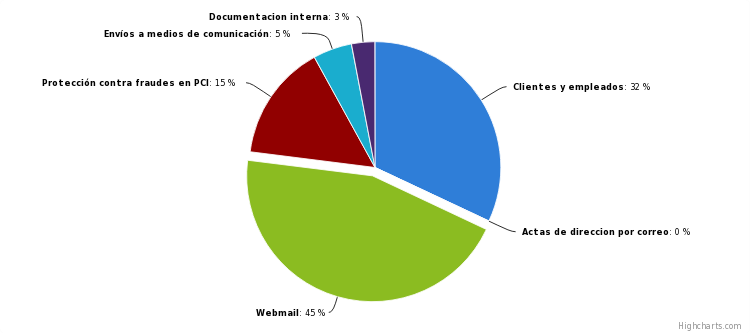 Documentacion interna: 3 %
Envíos a medios de comunicación: 5 %
Protección contra fraudes en PCI: 15 %
Clientes y empleados: 32 %
Actas de direccion por correo: 0 %
Webmail: 45 %
Highcharts.com